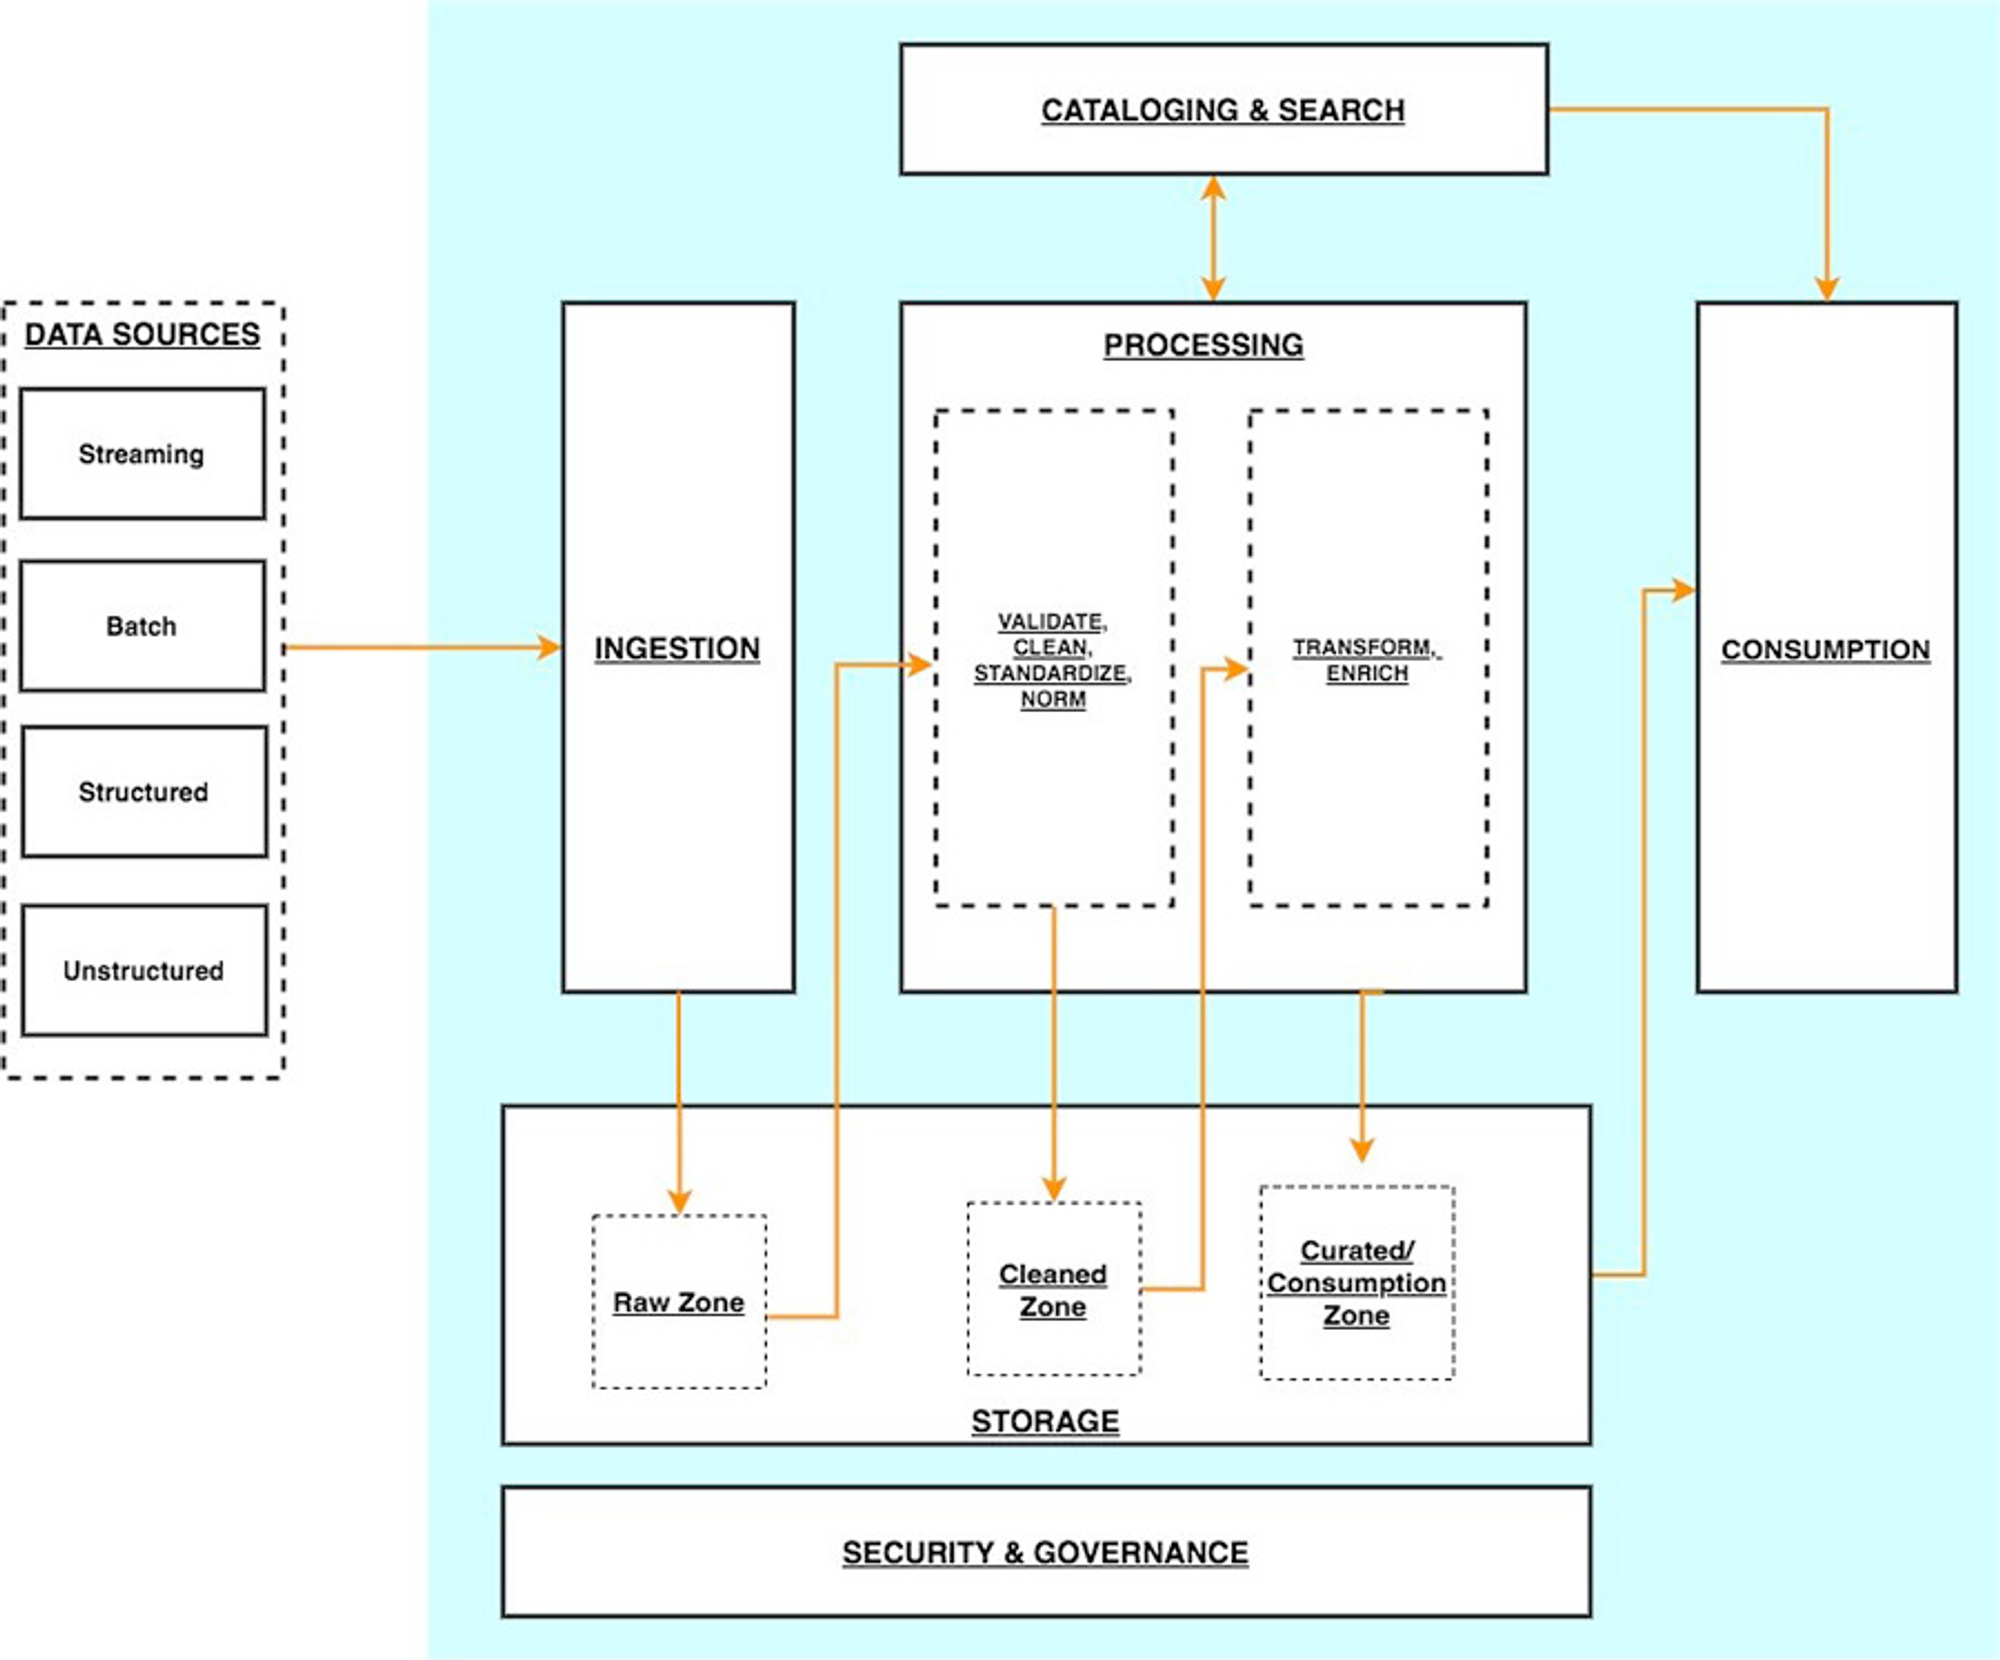 CATALOGING & SEARCH
DATA SOURCES
Streaming
Batch
Structured
Unstructured
INGESTION
PROCESSING
VALIDATE,
CLEAN,
STANDARDIZE,
NORM
TRANSFORM,
ENRICH
CONSUMPTION
Raw Zone
Cleaned
Zone
Curated/
Consumption
Zone
STORAGE
SECURITY & GOVERNANCE